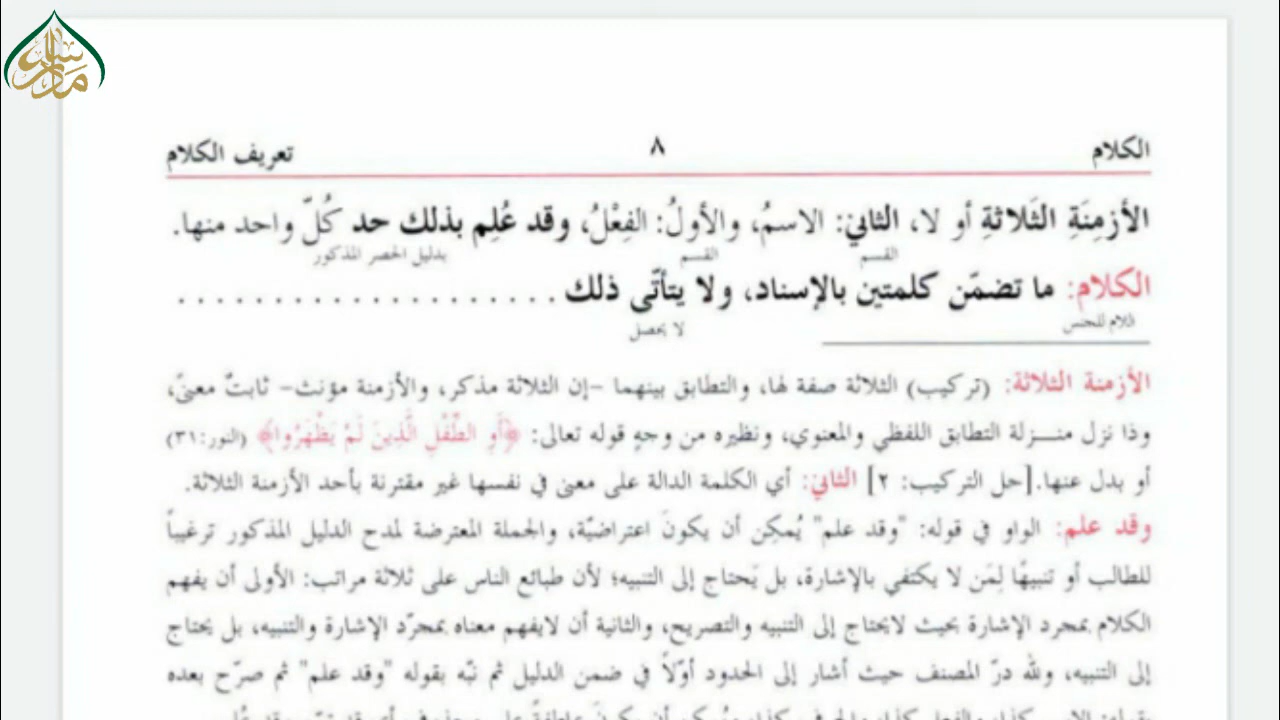 مدرسة
الكلام ٨ تعريف الكلام
الأزمِنَةِ الثَلاثةِ أو لا، الثاني: الاسمُ، والأولُ: الفِعْلُ، وقد عُلِم بذلك حد كُلّ واحد منها.
القسم القسم بدليل الحصر المذكور
الكلام: ما تضمّن كلمتين بالإسناد، ولا يتأتّى ذلك . . . . . . . . . . . . . . . . . . . .
للجنس لا يحصل
الأزمنة الثلاثة: (تركيب) الثلاثة صفة لها، والتطابق بينهما -إن الثلاثة مذكر، والأزمنة مؤنث- ثابتٌ معنىً،
وذا نزل منـزلة التطابق اللفظي والمعنوي، ونظيره من وجهٍ قوله تعالى: ﴿أَوِ الطِّفْلِ الَّذِينَ لَمْ يَظْهَرُوا﴾ (النور:٣١)
أو بدل عنها.[حل التركيب: ٢] الثاني: أي الكلمة الدالة على معنى في نفسها غير مقترنة بأحد الأزمنة الثلاثة.
وقد علم: الواو في قوله: "وقد علم" يُمكِن أن يكونَ اعتراضيّة، والجملة المعترضة لمدح الدليل المذكور ترغيباً
للطالب أو تنبيهًا لِمَن لا يكتفي بالإشارة، بل يَحتاج إلى التنبيه؛ لأن طبائع الناس على ثلاثة مراتب: الأولى أن يفهم
الكلام بمجرد الإشارة بحيث لايحتاج إلى التنبيه والتصريح، والثانية أن لايفهم معناه بمجرّد الإشارة والتنبيه، بل يحتاج
إلى التنبيه، ولله درّ المصنف حيث أشار إلى الحدود أوّلاً في ضمن الدليل ثم نبّه بقوله "وقد علم" ثم صرّح بعده